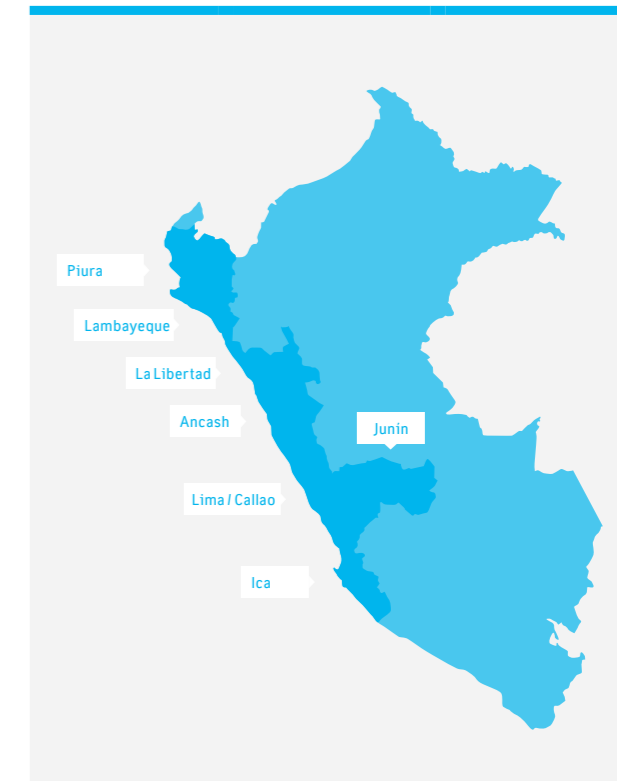 Piura
Lambayeque
La Libertad
Ancash
Junin
Lima / Callao
Ica